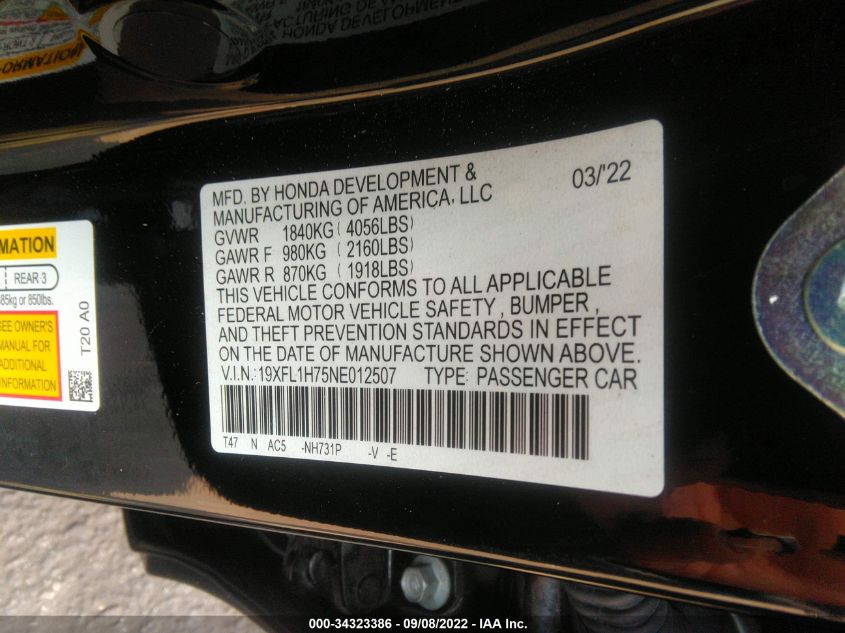 MFD. BY HONDA DEVELOPMENT & 03/'22
MANUFACTURING OF AMERICA, LLC
GVWR 1840KG ( 4056LBS)
GAWR F 980KG ( 2160LBS)
GAWR R 870KG ( 1918LBS)
THIS VEHICLE CONFORMS TO ALL APPLICABLE
FEDERAL MOTOR VEHICLE SAFETY , BUMPER ,
AND THEFT PREVENTION STANDARDS IN EFFECT
ON THE DATE OF MANUFACTURE SHOWN ABOVE.
V.I.N.: 19XFL1H75NE012507 TYPE: PASSENGER CAR
T47 N AC5 -NH731P -V -E
MATION
REAR 3
385kg or 850lbs.
SEE OWNER'S
MANUAL FOR
ADDITIONAL
INFORMATION
T20 A0
000-34323386 - 09/08/2022 - IAA Inc.